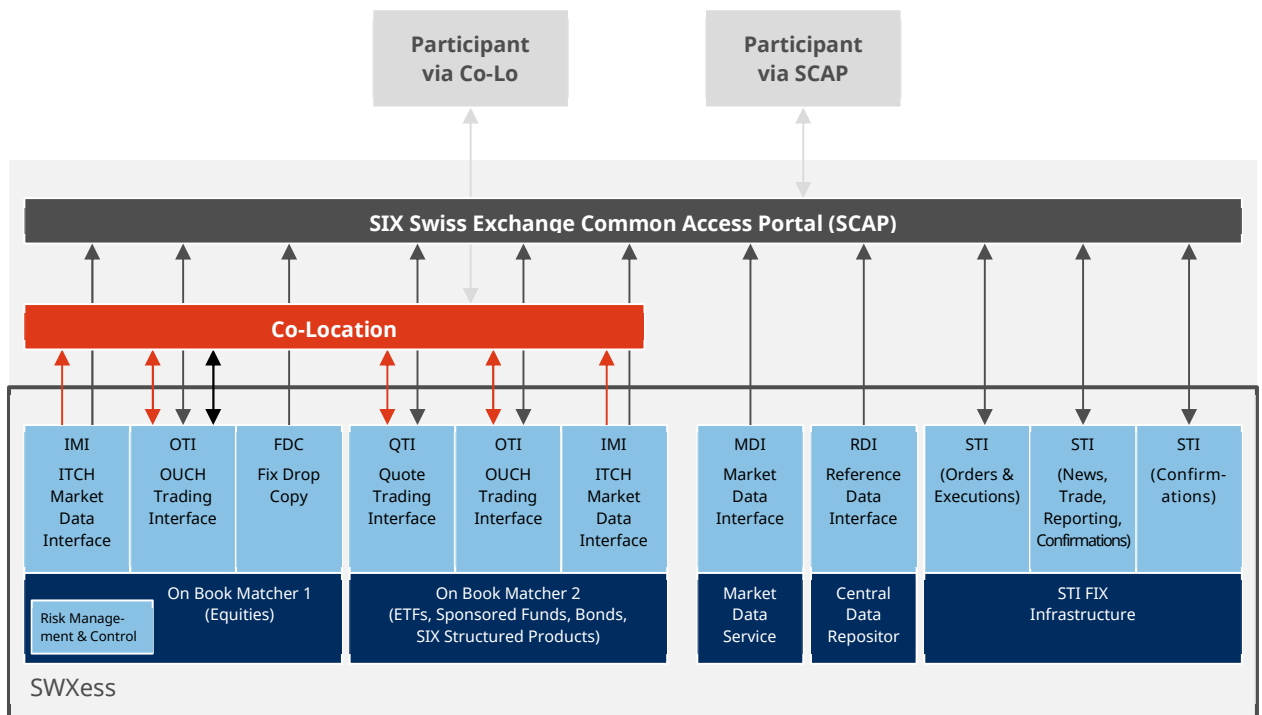 Participant
via Co-Lo
Participant
via SCAP
SIX Swiss Exchange Common Access Portal (SCAP)
Co-Location
IMI
ITCH
Market
Data
Interface
OTI
OUCH
Trading
Interface
FDC
Fix Drop
Copy
QTI
Quote
Trading
Interface
OTI
OUCH
Trading
Interface
IMI
ITCH
Market
Data
Interface
MDI
Market
Data
Interface
RDI
Reference
Data
Interface
STI
(Orders &
Executions)
STI
(News,
Trade,
Reporting,
Confirmations)
STI
(Confirm-
ations)
On Book Matcher 1
(Equities)
Risk Manage-
ment & Control
On Book Matcher 2
(ETFs, Sponsored Funds, Bonds,
SIX Structured Products)
Market
Data
Service
Central
Data
Repositor
STI FIX
Infrastructure
SWXess